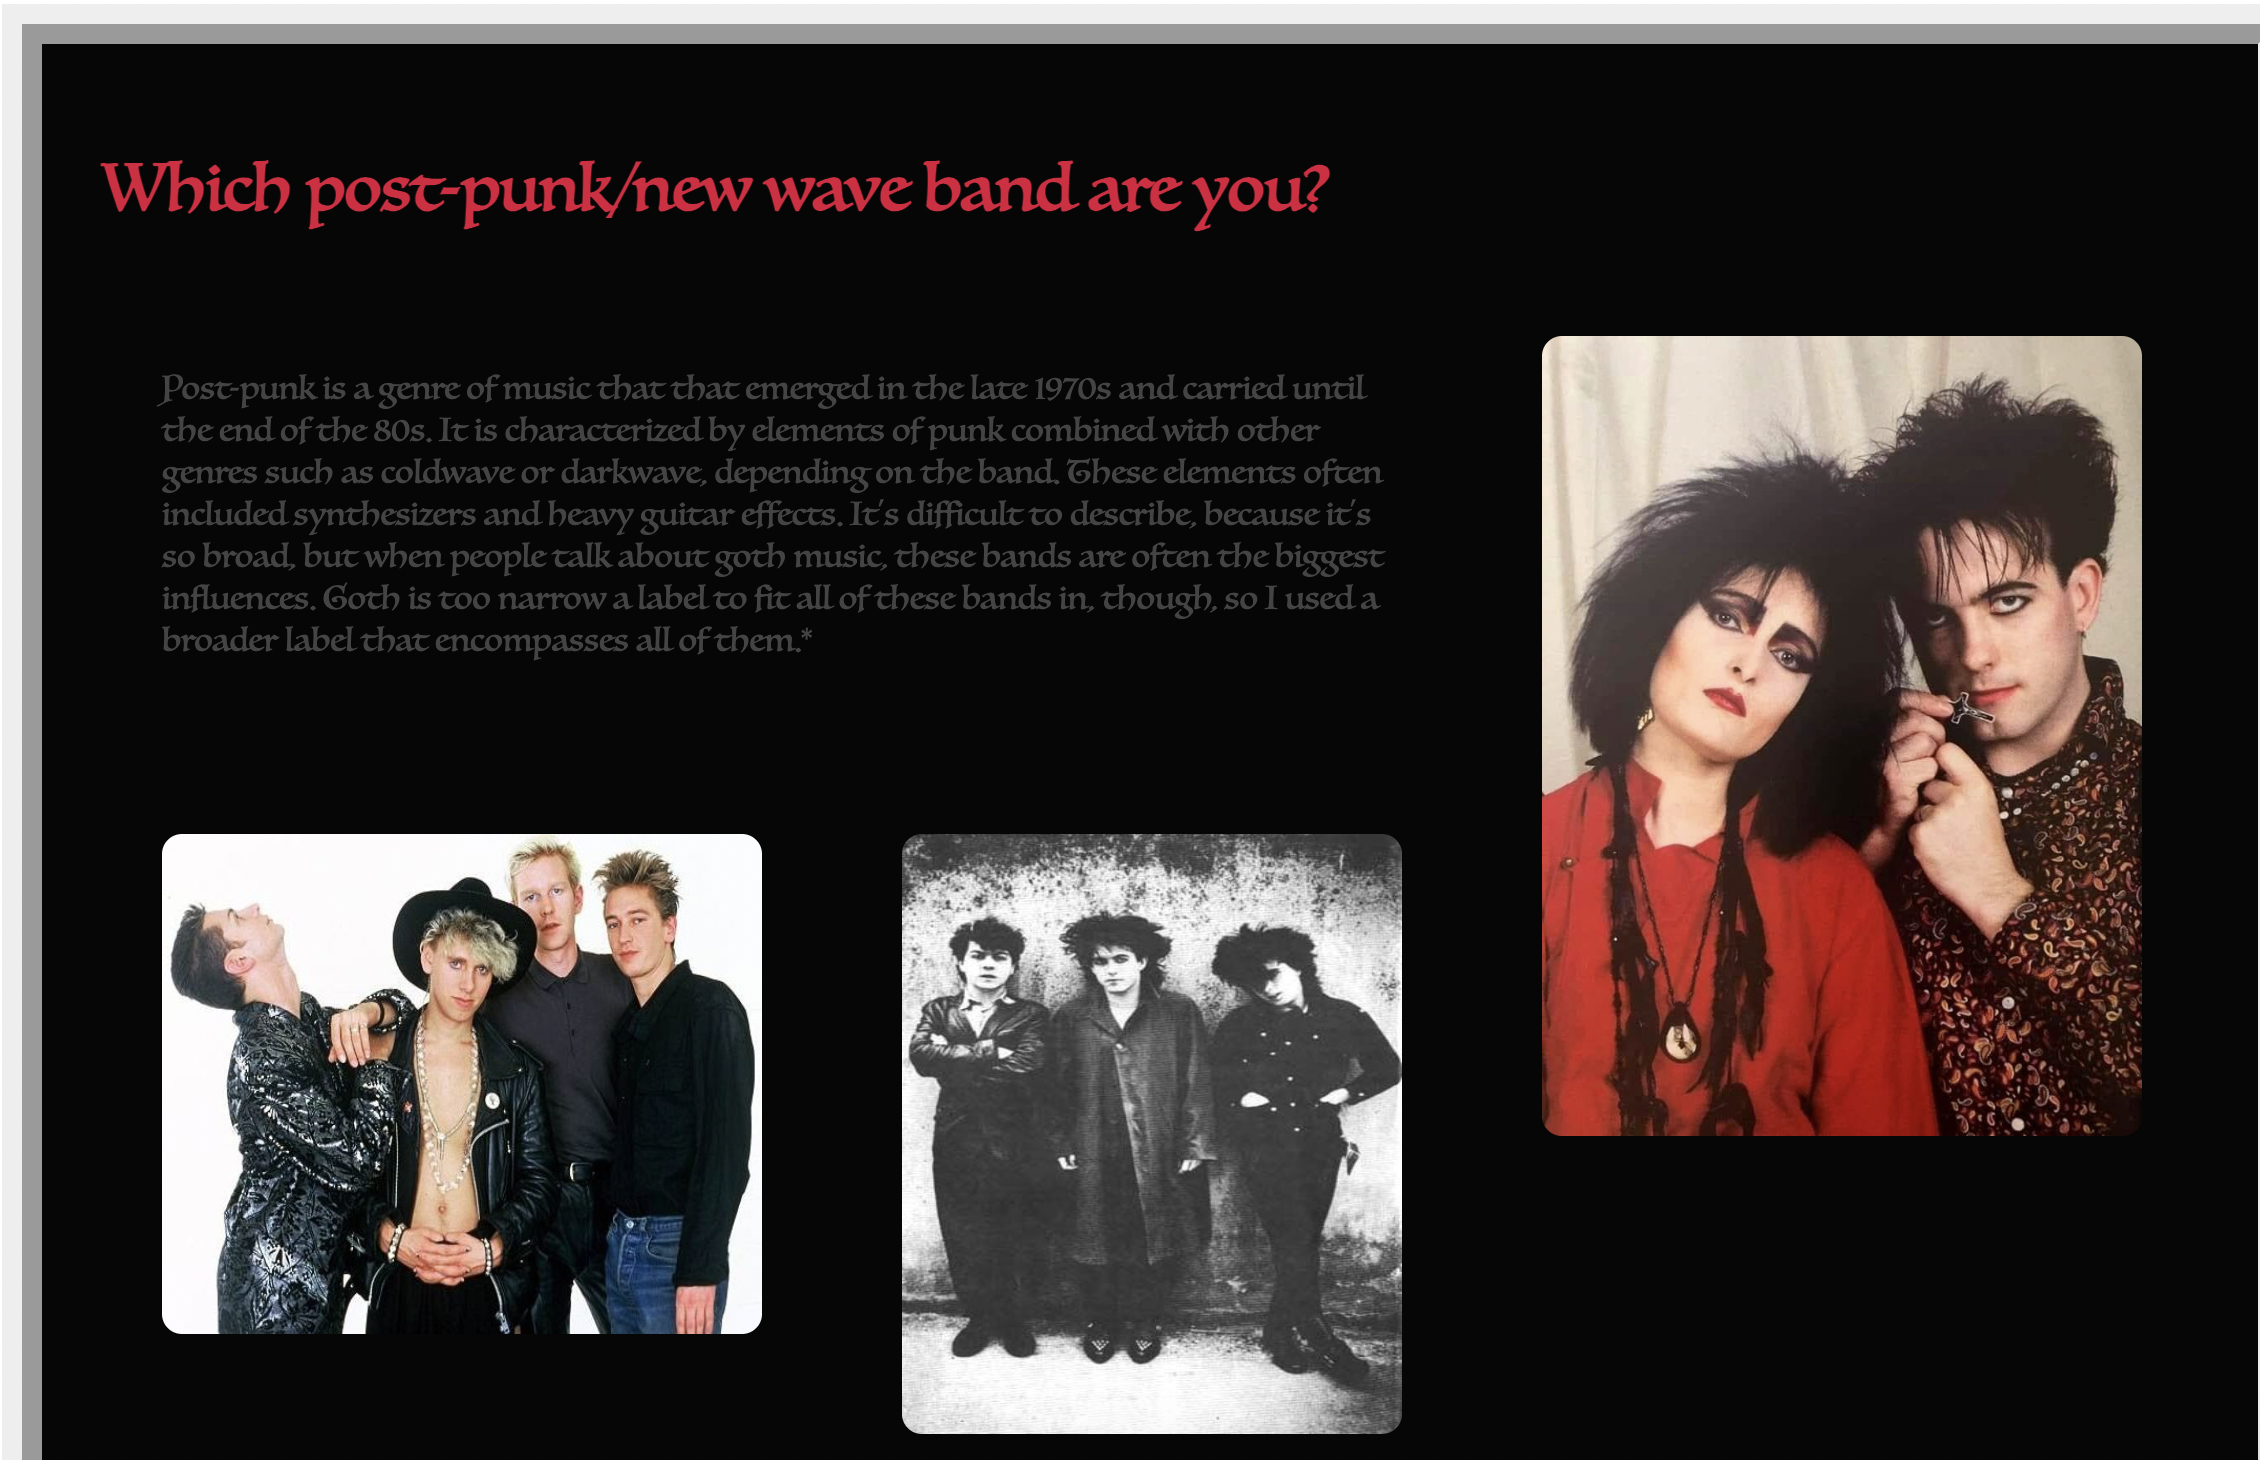 Which post-punk/new wave band are you?
Post-punk is a genre of music that that emerged in the late 1970s and carried until
the end of the 80s. It is characterized by elements of punk combined with other
genres such as coldwave or darkwave, depending on the band. These elements often
included synthesizers and heavy guitar effects. It's difficult to describe, because it's
so broad, but when people talk about goth music, these bands are often the biggest
influences. Goth is too narrow a label to fit all of these bands in, though, so I used a
broader label that encompasses all of them.*